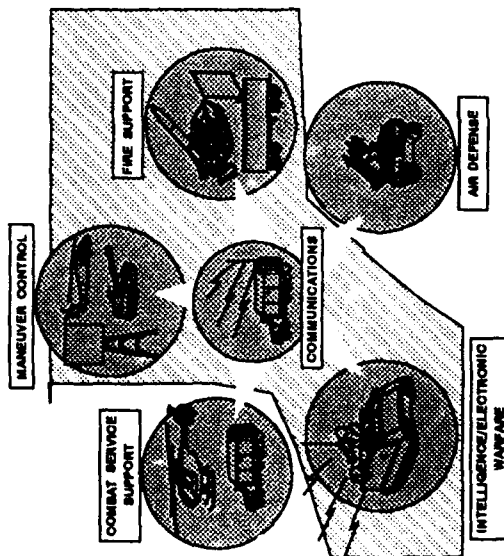 MANEUVER CONTROL
FIRE SUPPORT
COMBAT SERVICE
SUPPORT
COMMUNICATIONS
AIR DEFENSE
INTELLIGENCE/ELECTRONIC
WARFARE